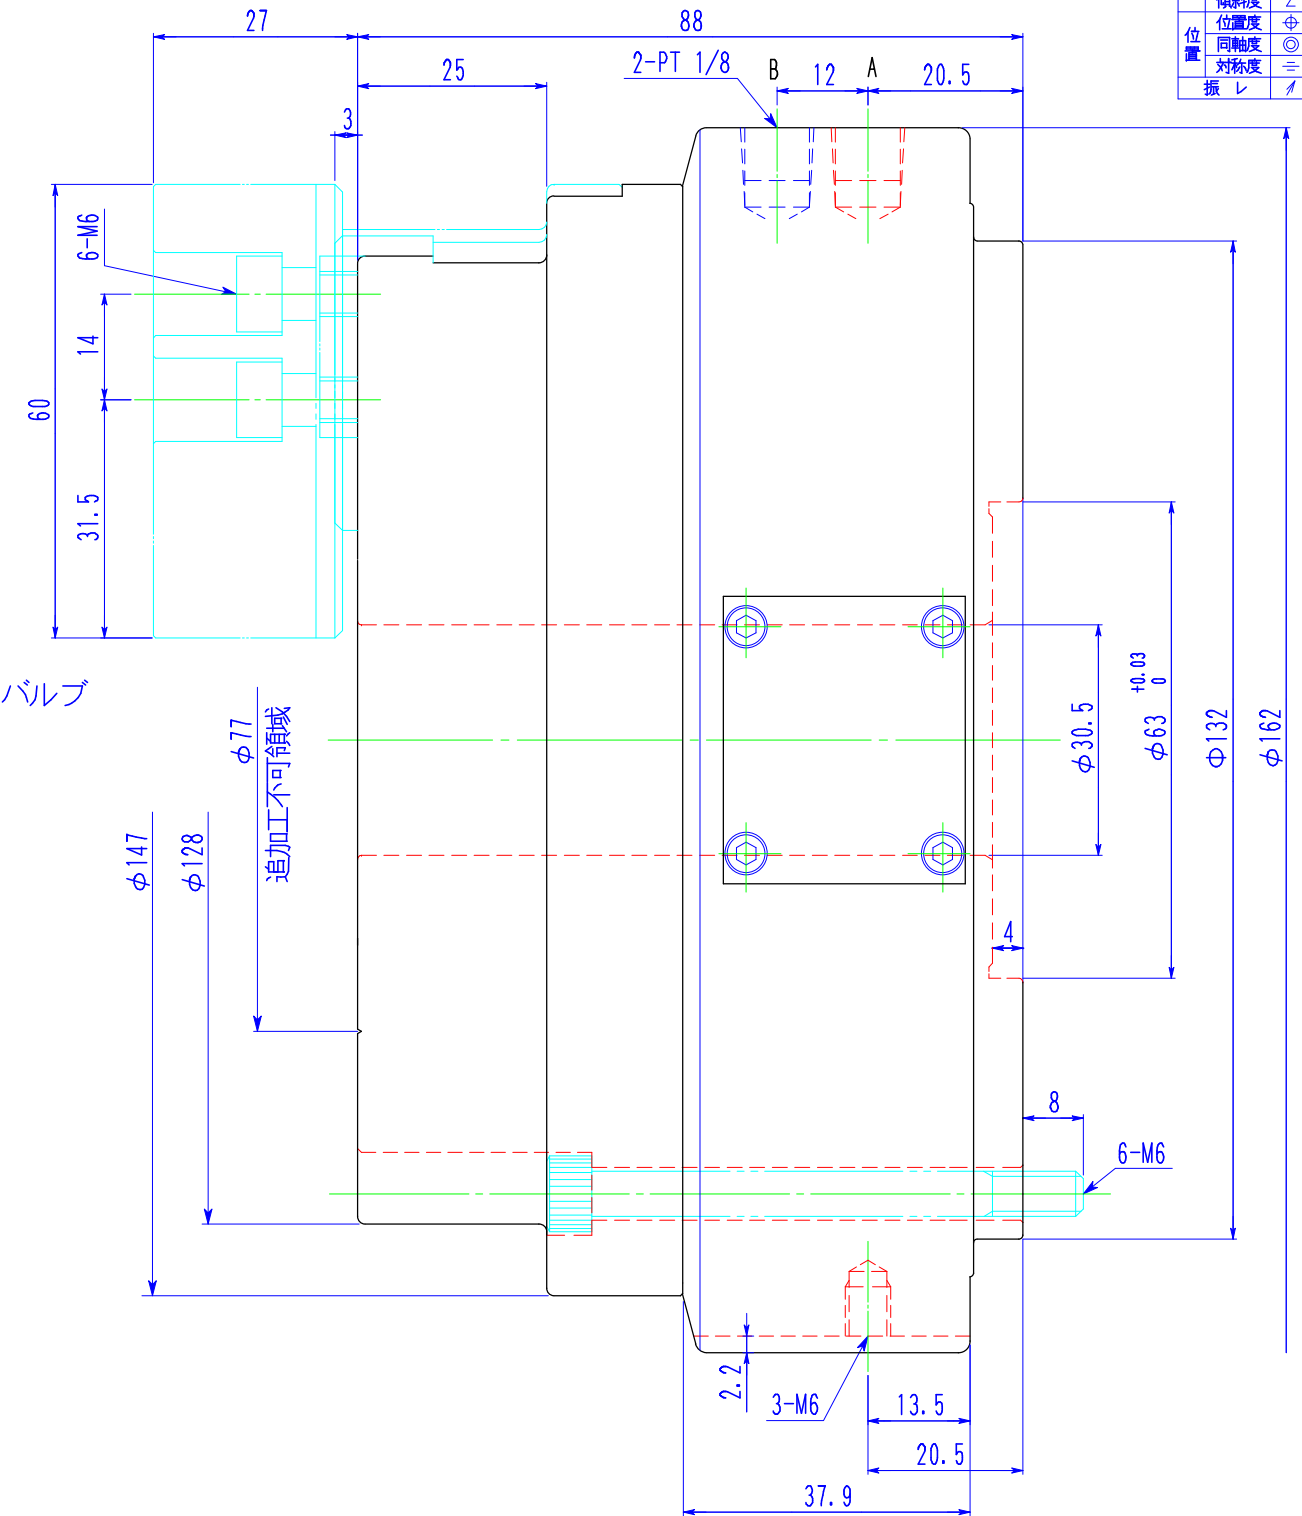 傾斜度 ∠
位置 位置度 ⌖
同軸度 ◎
対称度 ⌯
振レ ↗
27
88
25
2-PT 1/8
B
12
A
20.5
3
6-M6
14
60
31.5
バルブ
φ77
追加工不可領域
φ147
φ128
φ30.5
φ63 +0.03 0
Φ132
φ162
4
8
6-M6
2.2
3-M6
13.5
20.5
37.9